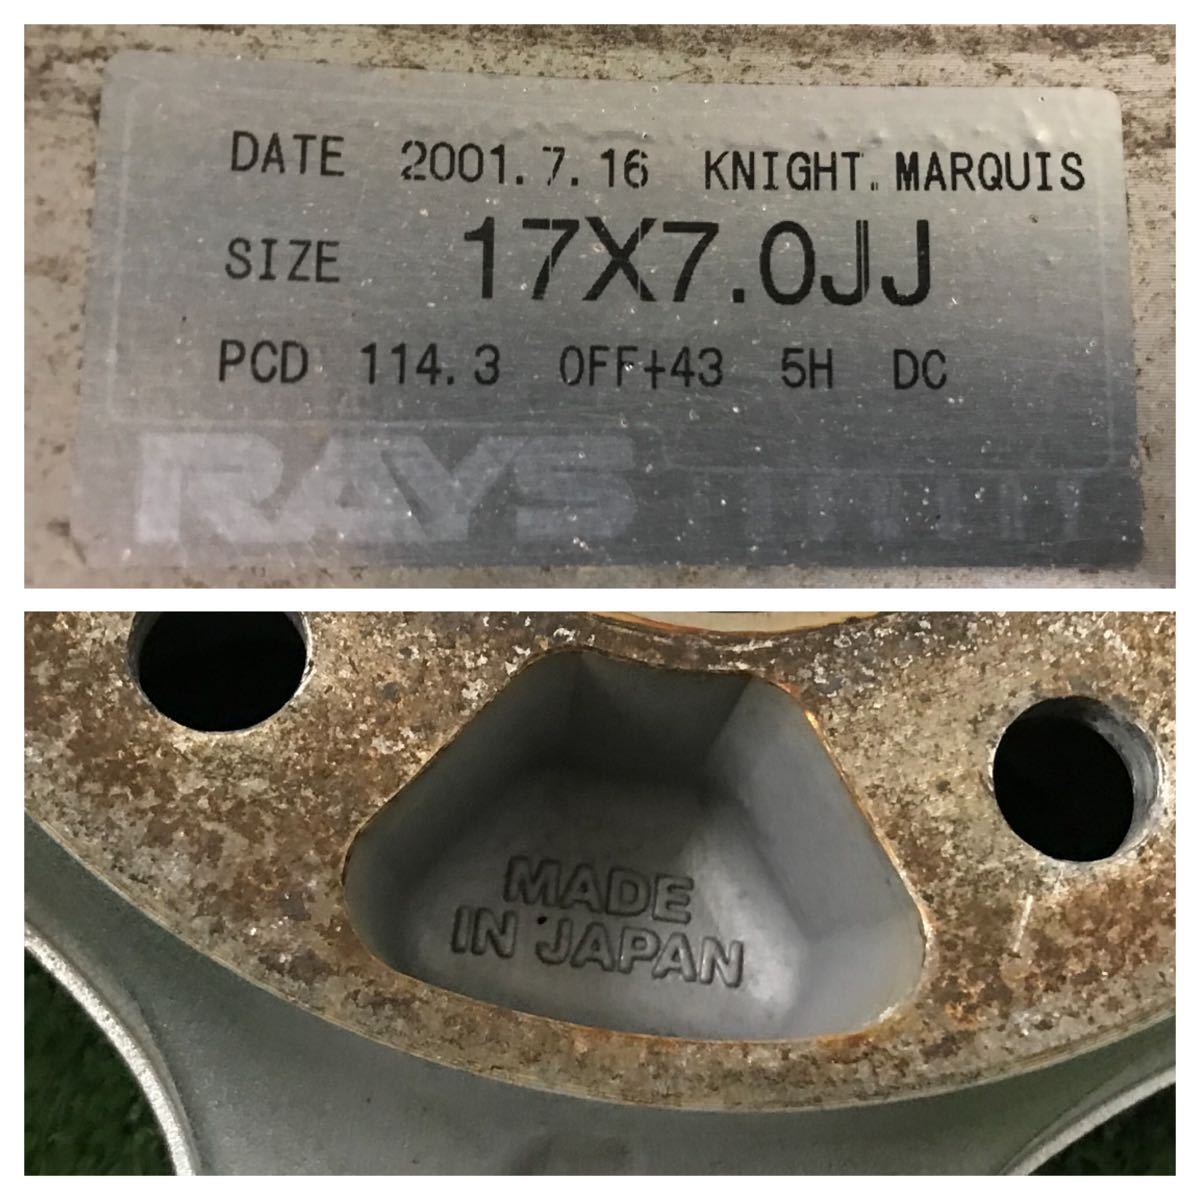 DATE 2001.7.16 KNIGHT. MARQUIS
SIZE 17X7.0JJ
PCD 114.3 OFF+43 5H DC
RAYS
MADE
IN JAPAN